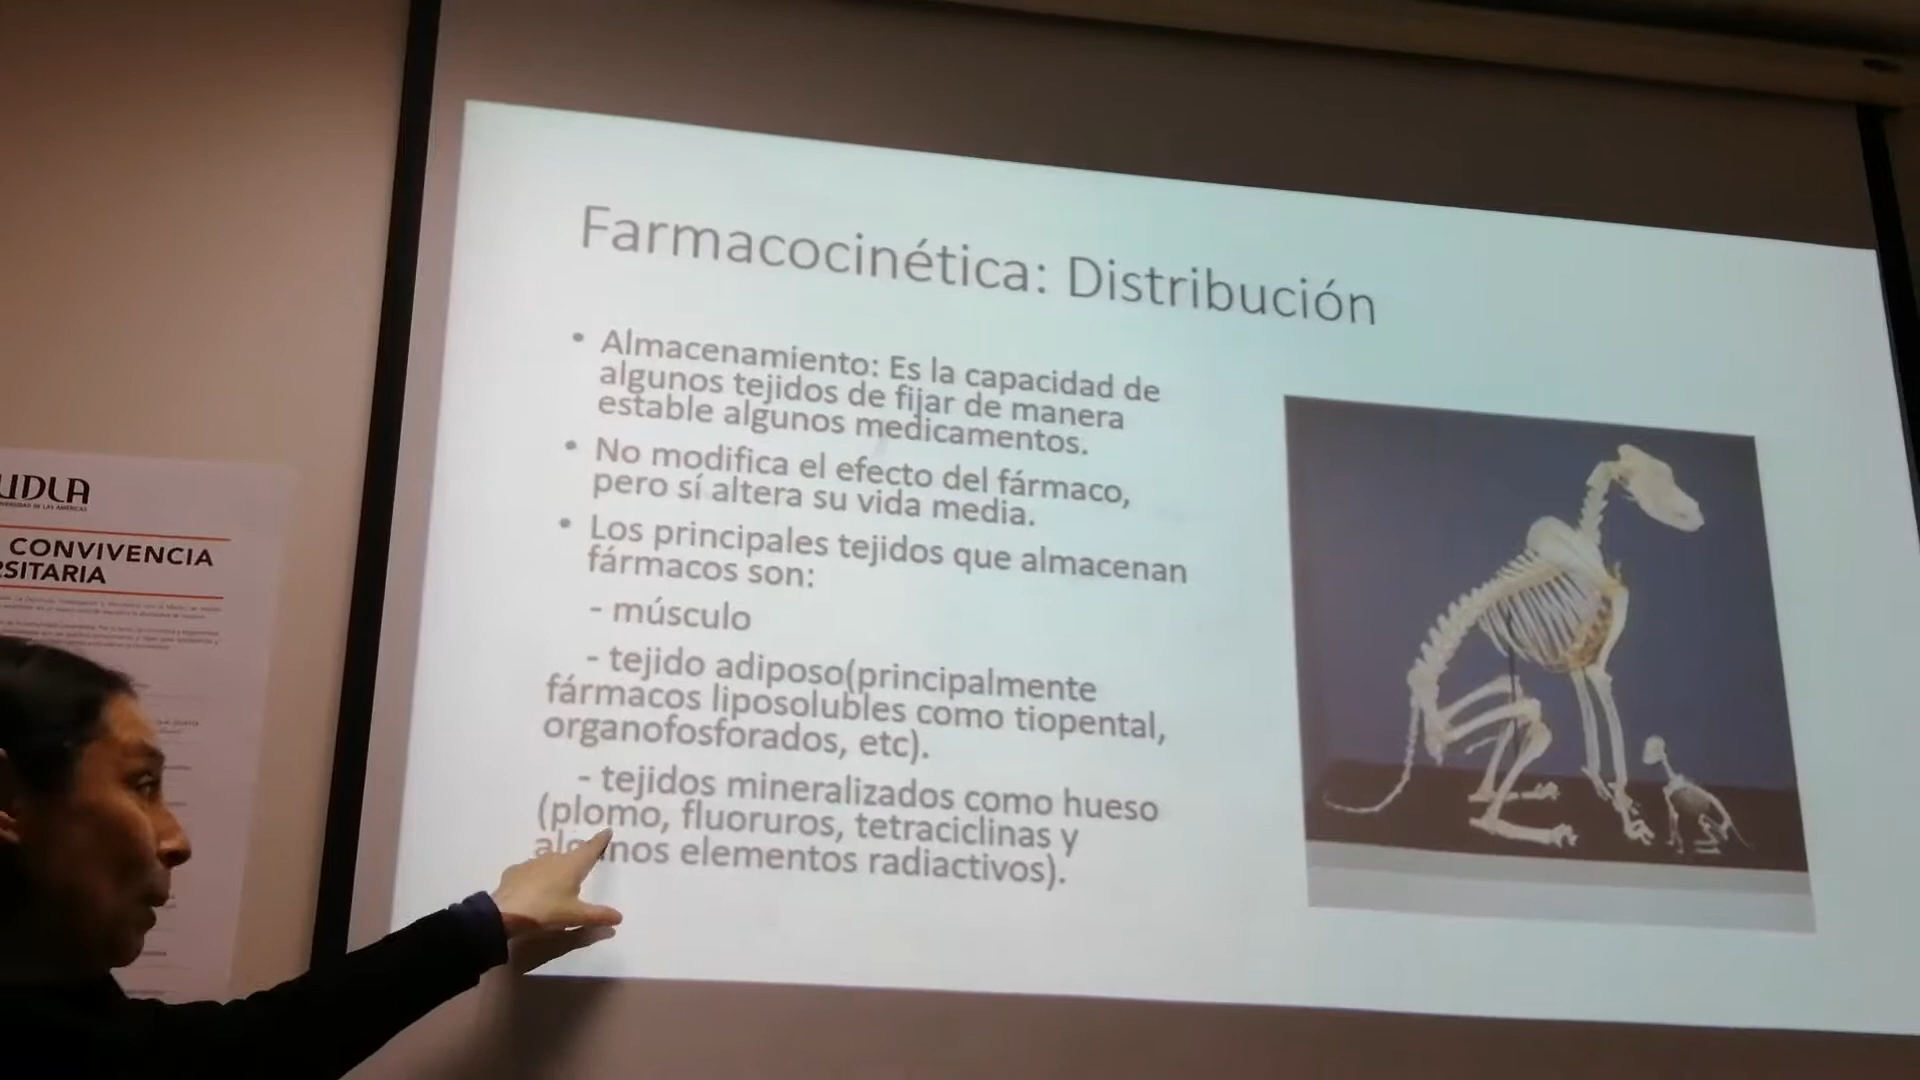 Farmacocinética: Distribución
• Almacenamiento: Es la capacidad de
algunos tejidos de fijar de manera
estable algunos medicamentos.
• No modifica el efecto del fármaco,
pero sí altera su vida media.
• Los principales tejidos que almacenan
fármacos son:
- músculo
- tejido adiposo(principalmente
fármacos liposolubles como tiopental,
organofosforados, etc).
- tejidos mineralizados como hueso
(plomo, fluoruros, tetraciclinas y
algunos elementos radiactivos).
UDLA
CONVIVENCIA